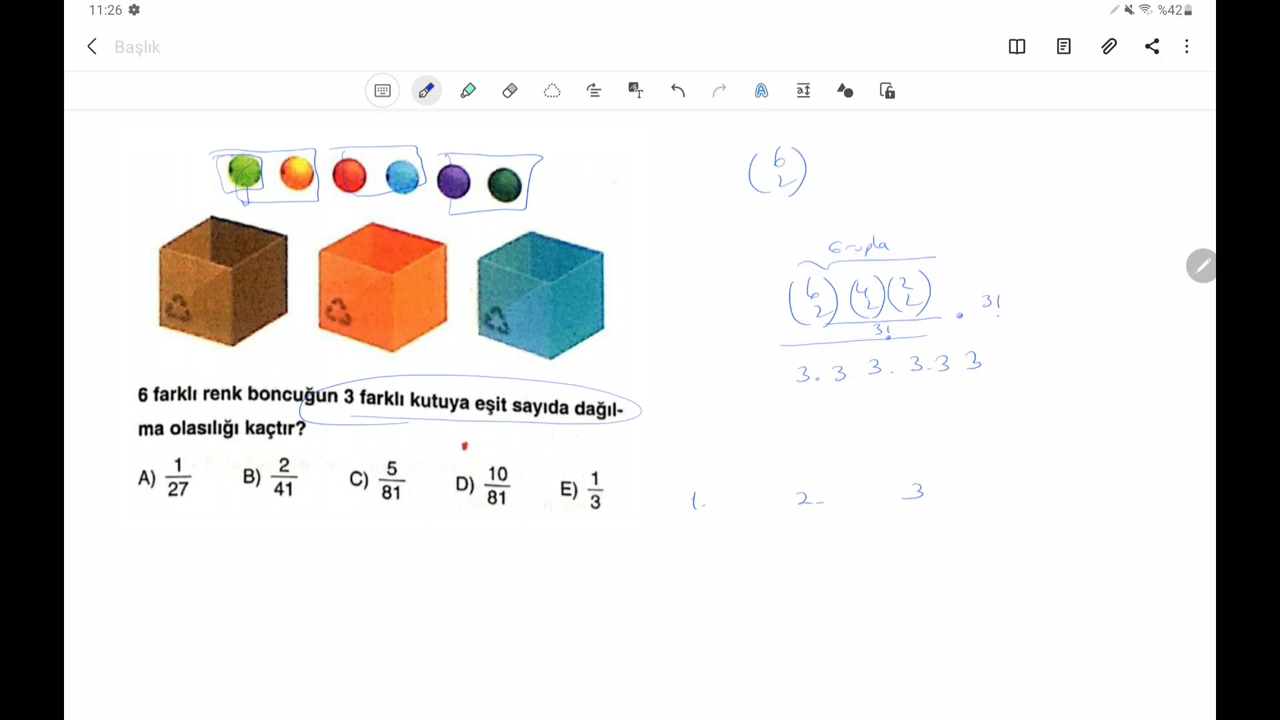 11:26
%42
Başlık
(6 2)
Grupla
(6 2) (4 2) (2 2) . 3!
3!
3. 3 3. 3.3 3
6 farklı renk boncuğun 3 farklı kutuya eşit sayıda dağıl-
ma olasılığı kaçtır?
A) 1/27 B) 2/41 C) 5/81 D) 10/81 E) 1/3
1. 2- 3